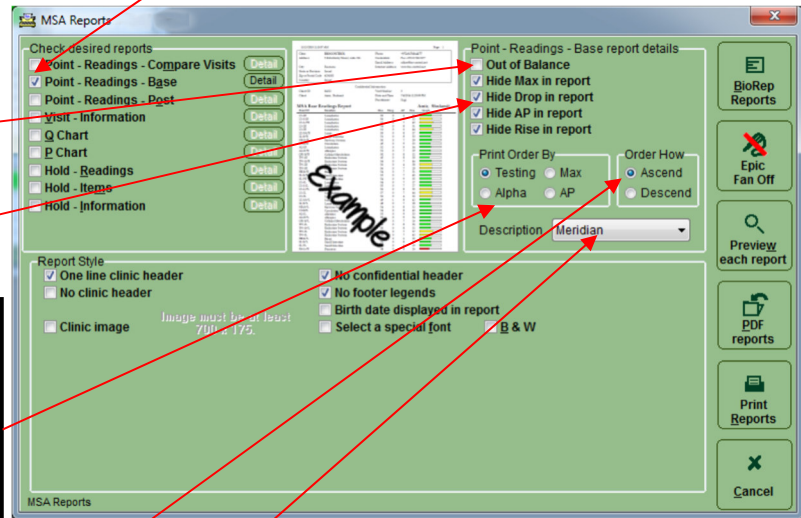 MSA Reports
Check desired reports
Point - Readings - Compare Visits Detail
Point - Readings - Base Detail
Point - Readings - Post Detail
Visit - Information Detail
Q Chart Detail
P Chart Detail
Hold - Readings Detail
Hold - Items Detail
Hold - Information Detail
Example
Point - Readings - Base report details
Out of Balance
Hide Max in report
Hide Drop in report
Hide AP in report
Hide Rise in report
Print Order By
Testing Max
Alpha AP
Order How
Ascend
Descend
Description Meridian
Report Style
One line clinic header
No clinic header
Clinic image
Image must be at least
700 x 175.
No confidential header
No footer legends
Birth date displayed in report
Select a special font B & W
BioRep
Reports
Epic
Fan Off
Preview
each report
PDF
reports
Print
Reports
Cancel
MSA Reports